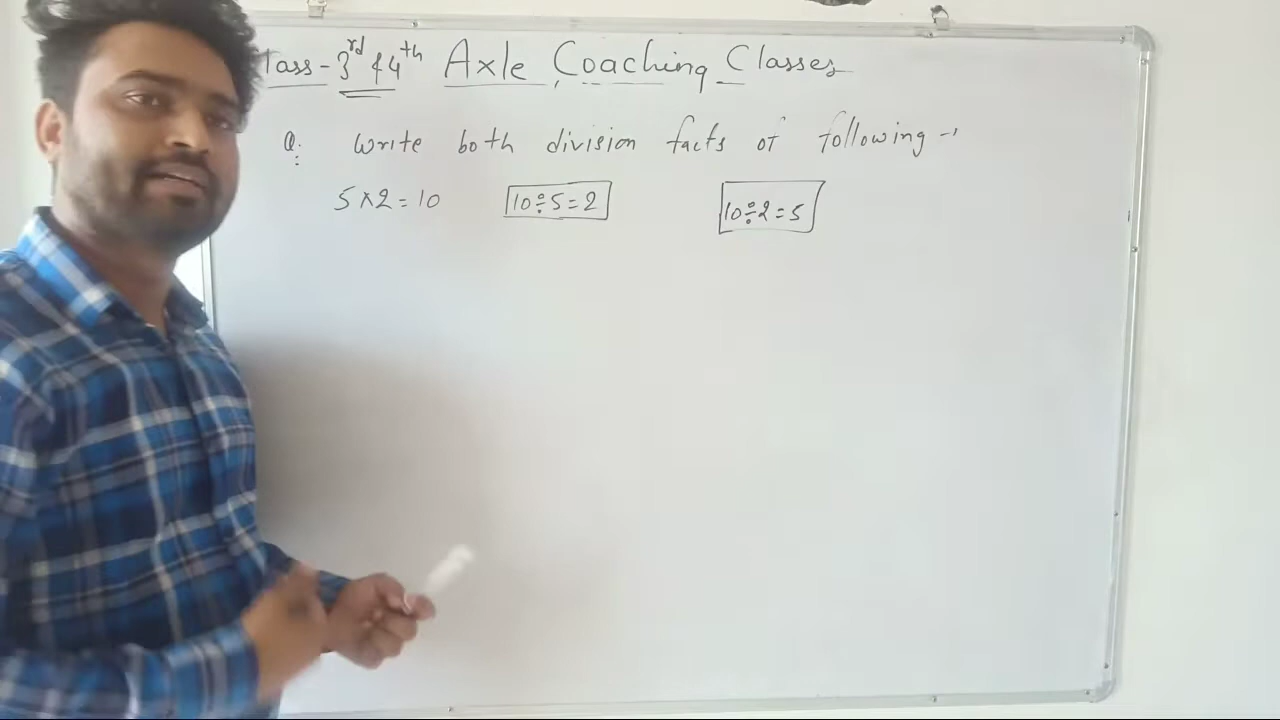 lass - 3rd & 4th Axle Coaching Classes
Q. Write both division facts of following -
5 × 2 = 10 10 ÷ 5 = 2 10 ÷ 2 = 5